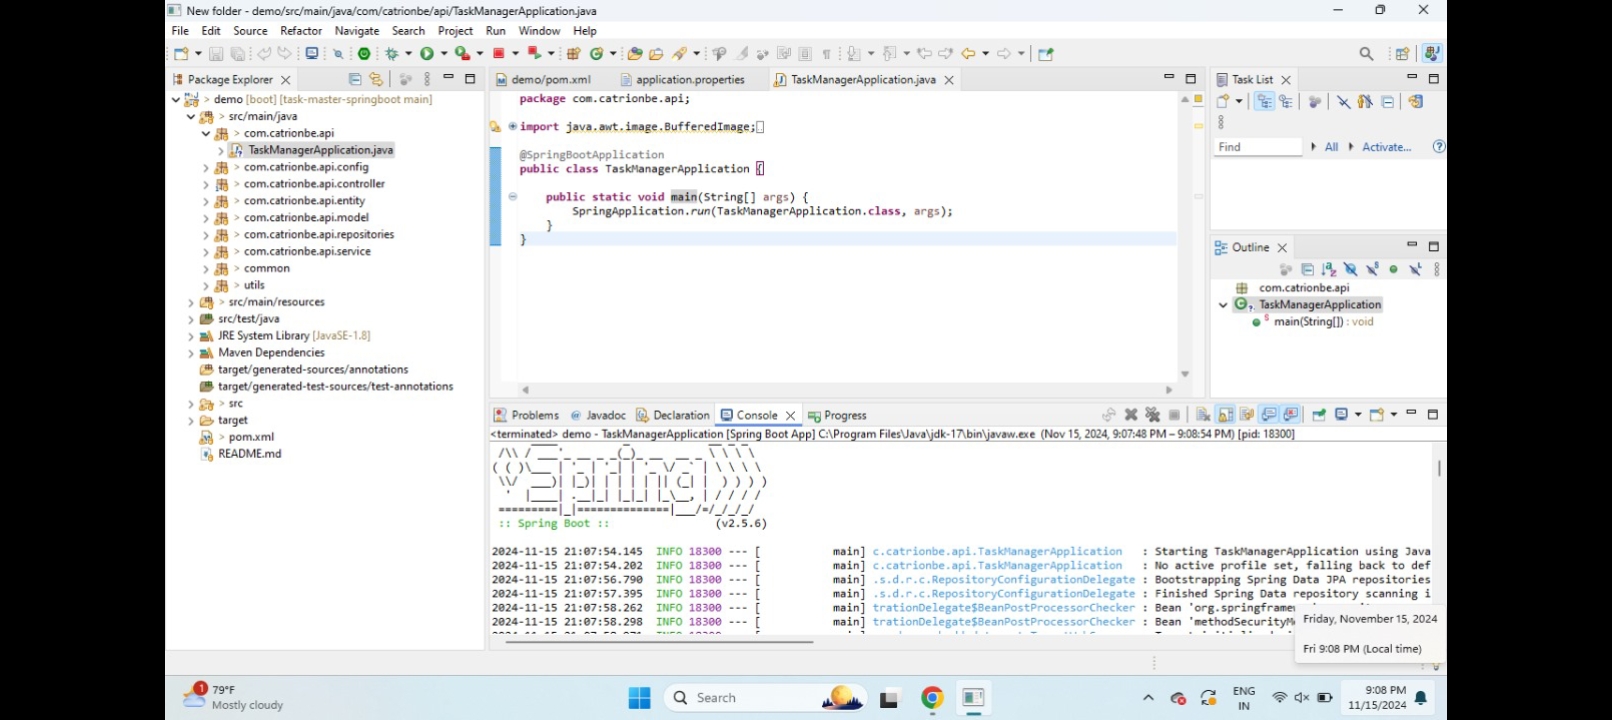 New folder - demo/src/main/java/com/catrionbe/api/TaskManagerApplication.java
File Edit Source Refactor Navigate Search Project Run Window Help
Package Explorer
> demo [boot] [task-master-springboot main]
> src/main/java
> com.catrionbe.api
> TaskManagerApplication.java
> com.catrionbe.api.config
> com.catrionbe.api.controller
> com.catrionbe.api.entity
> com.catrionbe.api.model
> com.catrionbe.api.repositories
> com.catrionbe.api.service
> common
> utils
> src/main/resources
src/test/java
JRE System Library [JavaSE-1.8]
Maven Dependencies
target/generated-sources/annotations
target/generated-test-sources/test-annotations
> src
target
> pom.xml
README.md
demo/pom.xml application.properties TaskManagerApplication.java
package com.catrionbe.api;
import java.awt.image.BufferedImage;
@SpringBootApplication
public class TaskManagerApplication {
public static void main(String[] args) {
SpringApplication.run(TaskManagerApplication.class, args);
}
}
Task List
Find All Activate...
Outline
com.catrionbe.api
TaskManagerApplication
main(String[]) : void
Problems Javadoc Declaration Console Progress
<terminated> demo - TaskManagerApplication [Spring Boot App] C:\Program Files\Java\jdk-17\bin\javaw.exe (Nov 15, 2024, 9:07:48 PM – 9:08:54 PM) [pid: 18300]
Spring
:: Spring Boot :: (v2.5.6)
2024-11-15 21:07:54.145 INFO 18300 --- [ main] c.catrionbe.api.TaskManagerApplication : Starting TaskManagerApplication using Java
2024-11-15 21:07:54.202 INFO 18300 --- [ main] c.catrionbe.api.TaskManagerApplication : No active profile set, falling back to def
2024-11-15 21:07:56.790 INFO 18300 --- [ main] .s.d.r.c.RepositoryConfigurationDelegate : Bootstrapping Spring Data JPA repositories
2024-11-15 21:07:57.395 INFO 18300 --- [ main] .s.d.r.c.RepositoryConfigurationDelegate : Finished Spring Data repository scanning i
2024-11-15 21:07:58.262 INFO 18300 --- [ main] trationDelegate$BeanPostProcessorChecker : Bean 'org.springfram
2024-11-15 21:07:58.298 INFO 18300 --- [ main] trationDelegate$BeanPostProcessorChecker : Bean 'methodSecurityM
Friday, November 15, 2024
Fri 9:08 PM (Local time)
1
79°F
Mostly cloudy
Search
ENG
IN
9:08 PM
11/15/2024